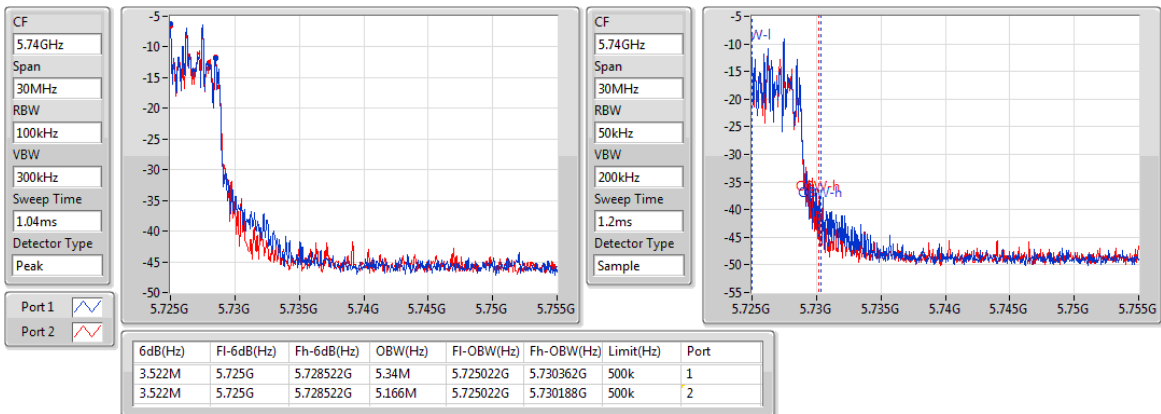 CF
5.74GHz
Span
30MHz
RBW
100kHz
VBW
300kHz
Sweep Time
1.04ms
Detector Type
Peak
Port 1
Port 2
-5
-10
-15
-20
-25
-30
-35
-40
-45
-50
5.725G 5.73G 5.735G 5.74G 5.745G 5.75G 5.755G
CF
5.74GHz
Span
30MHz
RBW
50kHz
VBW
200kHz
Sweep Time
1.2ms
Detector Type
Sample
-5
-10
-15
-20
-25
-30
-35
-40
-45
-50
-55
W-l
W-h
5.725G 5.73G 5.735G 5.74G 5.745G 5.75G 5.755G
6dB(Hz) Fl-6dB(Hz) Fh-6dB(Hz) OBW(Hz) Fl-OBW(Hz) Fh-OBW(Hz) Limit(Hz) Port
3.522M 5.725G 5.728522G 5.34M 5.725022G 5.730362G 500k 1
3.522M 5.725G 5.728522G 5.166M 5.725022G 5.730188G 500k 2